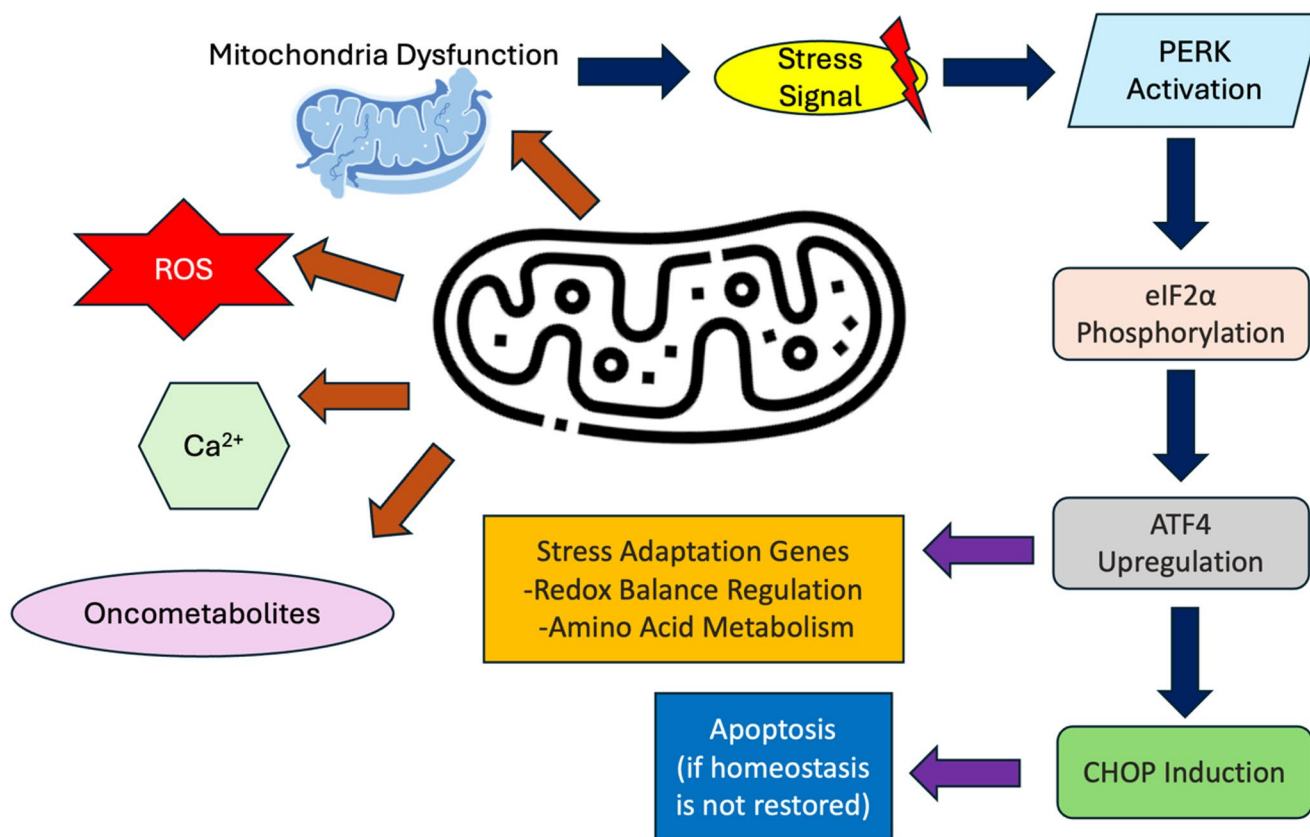 Mitochondria Dysfunction
Stress
Signal
PERK
Activation
ROS
eIF2α
Phosphorylation
Ca²⁺
ATF4
Upregulation
Stress Adaptation Genes
-Redox Balance Regulation
-Amino Acid Metabolism
Oncometabolites
Apoptosis
(if homeostasis
is not restored)
CHOP Induction